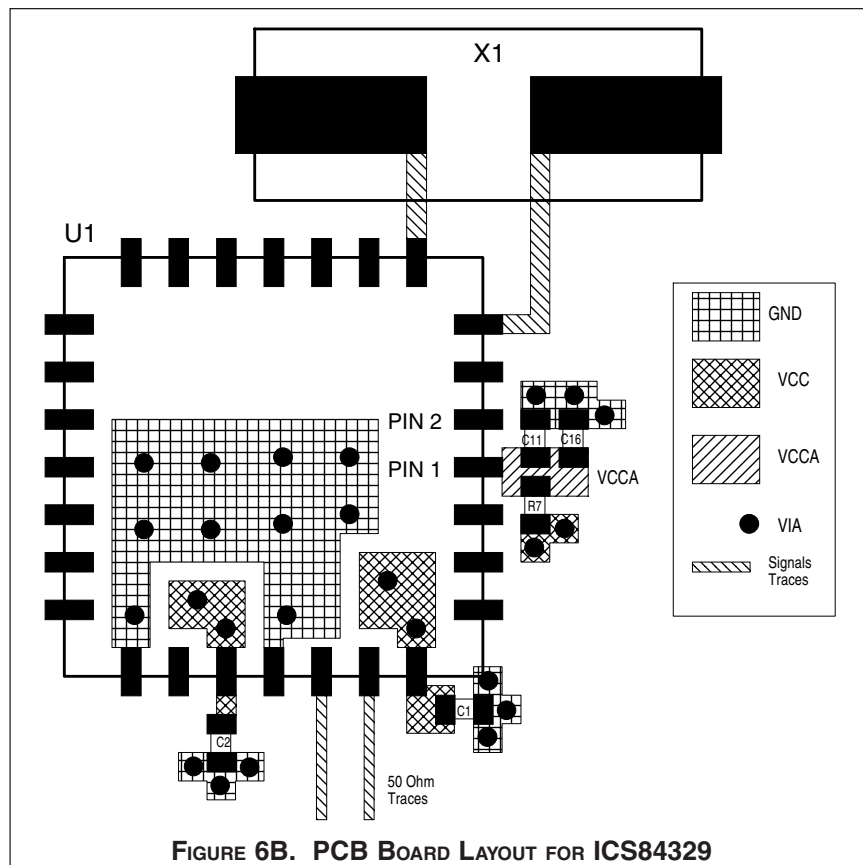 X1
U1
GND
VCC
VCCA
VIA
Signals
Traces
PIN 2
PIN 1
C11
C16
VCCA
R7
C1
C2
50 Ohm
Traces
FIGURE 6B. PCB BOARD LAYOUT FOR ICS84329